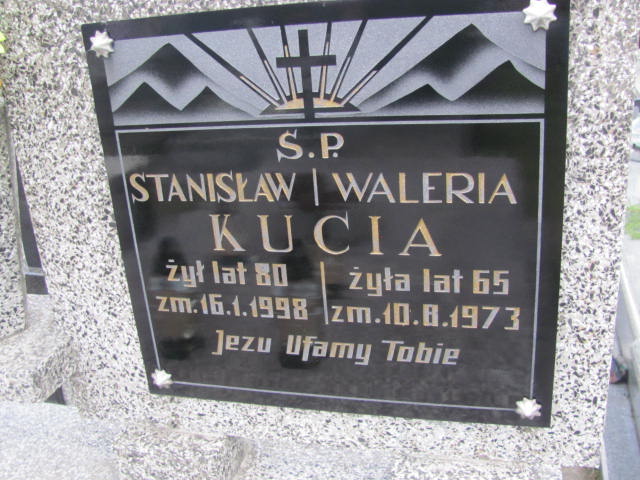 Ś.P.
STANISŁAW | WALERIA
KUCIA
żył lat 80 | żyła lat 65
zm.16.1.1998 | zm.10.8.1973
Jezu Ufamy Tobie